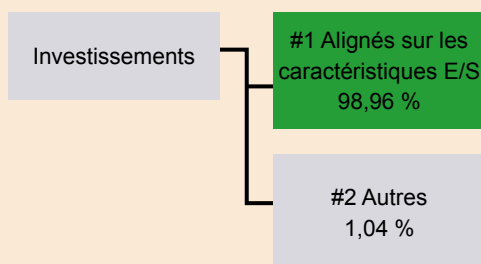 Investissements
#1 Alignés sur les
caractéristiques E/S
98,96 %
#2 Autres
1,04 %